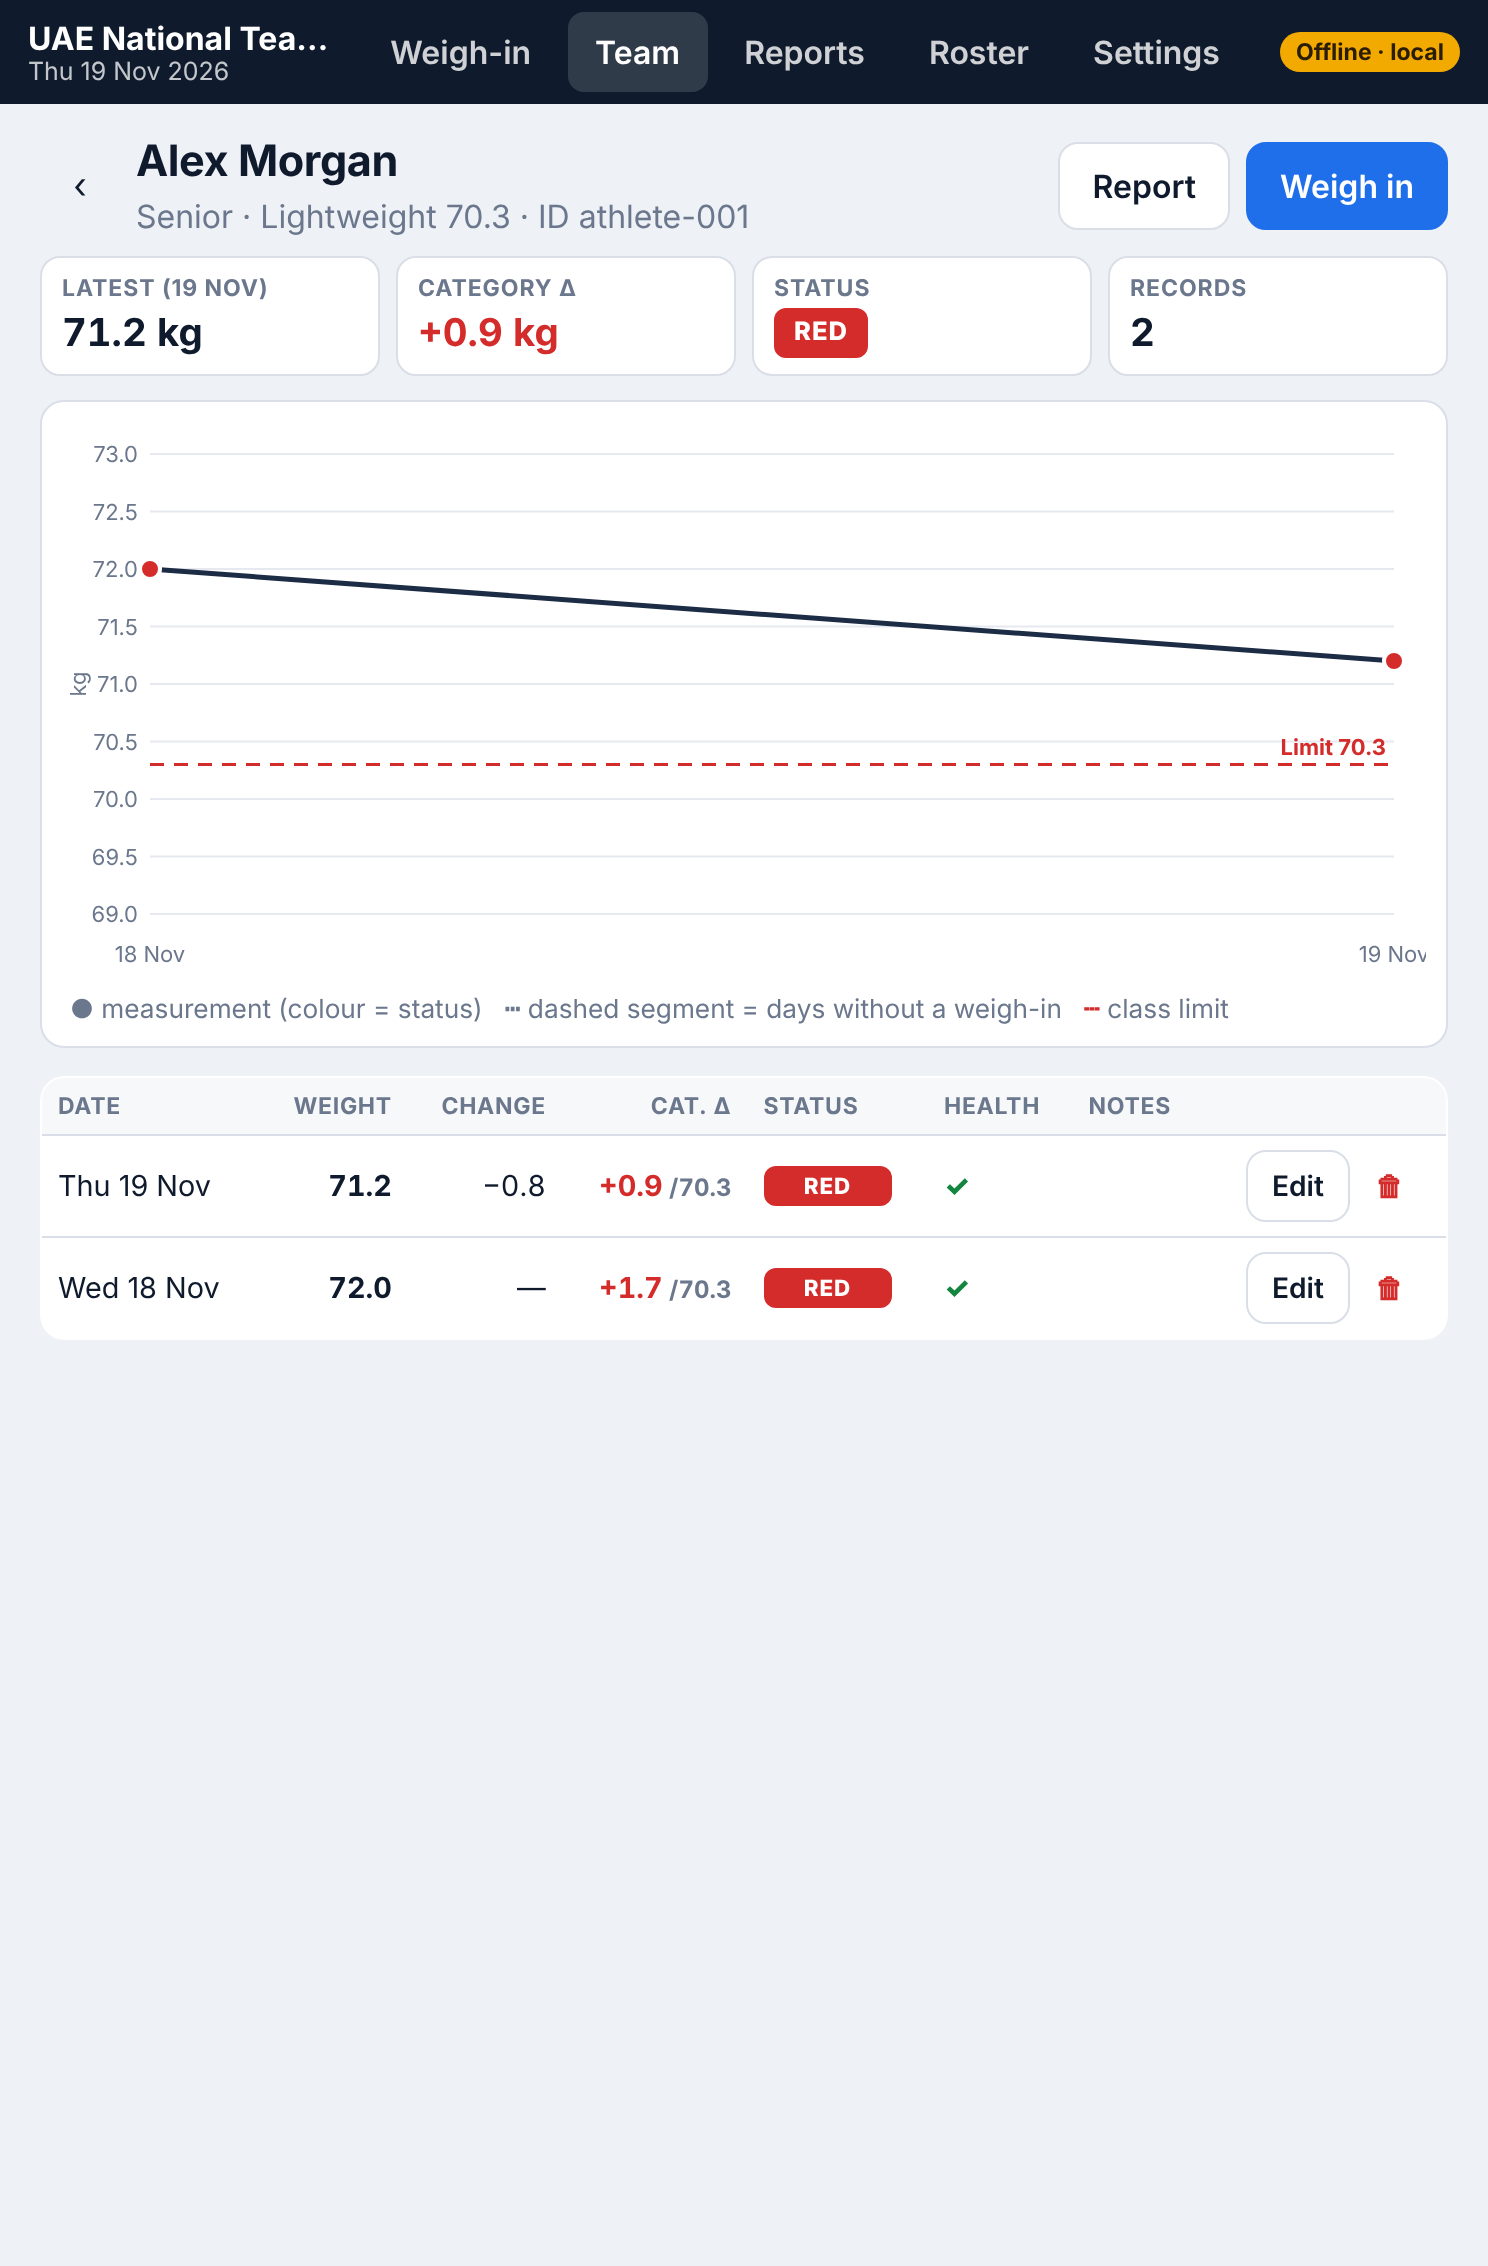 UAE National Tea...
Thu 19 Nov 2026
Weigh-in
Team
Reports
Roster
Settings
Offline · local
‹
Alex Morgan
Senior · Lightweight 70.3 · ID athlete-001
Report
Weigh in
LATEST (19 NOV)
71.2 kg
CATEGORY Δ
+0.9 kg
STATUS
RED
RECORDS
2
73.0
72.5
72.0
71.5
kg
71.0
70.5
Limit 70.3
70.0
69.5
69.0
18 Nov
19 Nov
measurement (colour = status) dashed segment = days without a weigh-in class limit
DATE WEIGHT CHANGE CAT. Δ STATUS HEALTH NOTES
Thu 19 Nov 71.2 −0.8 +0.9 /70.3 RED ✓ Edit
Wed 18 Nov 72.0 — +1.7 /70.3 RED ✓ Edit